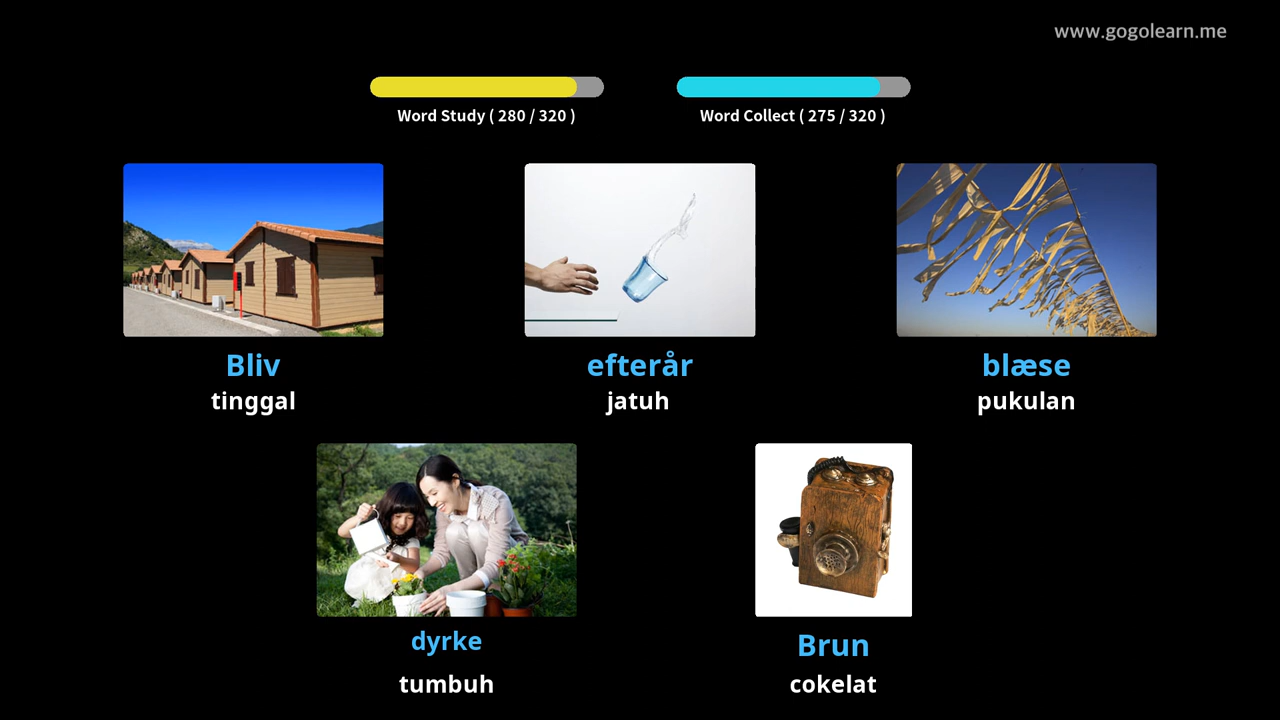 www.gogolearn.me
Word Study ( 280 / 320 )
Word Collect ( 275 / 320 )
Bliv
tinggal
efterår
jatuh
blæse
pukulan
dyrke
tumbuh
Brun
cokelat